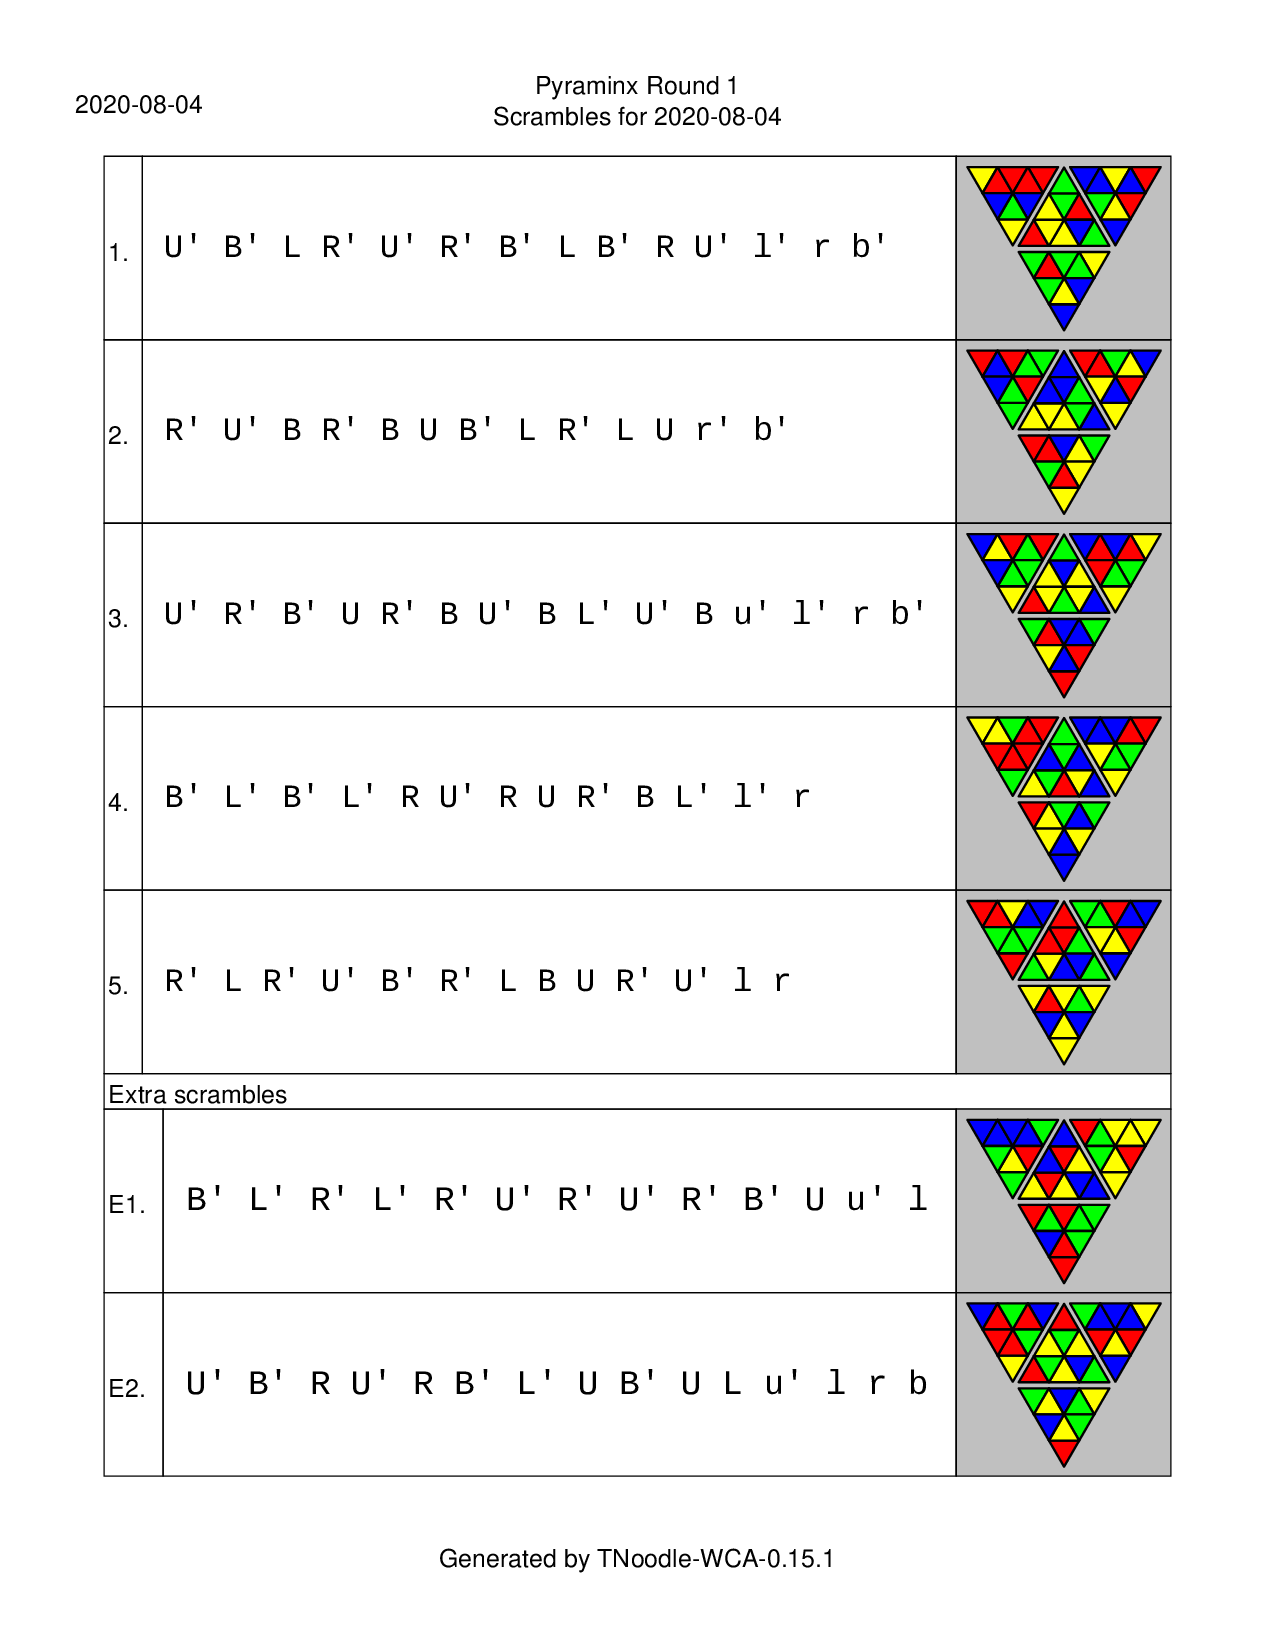 2020-08-04
Pyraminx Round 1
Scrambles for 2020-08-04
1. U' B' L R' U' R' B' L B' R U' l' r b'
2. R' U' B R' B U B' L R' L U r' b'
3. U' R' B' U R' B U' B L' U' B u' l' r b'
4. B' L' B' L' R U' R U R' B L' l' r
5. R' L R' U' B' R' L B U R' U' l r
Extra scrambles
E1. B' L' R' L' R' U' R' U' R' B' U u' l
E2. U' B' R U' R B' L' U B' U L u' l r b
Generated by TNoodle-WCA-0.15.1